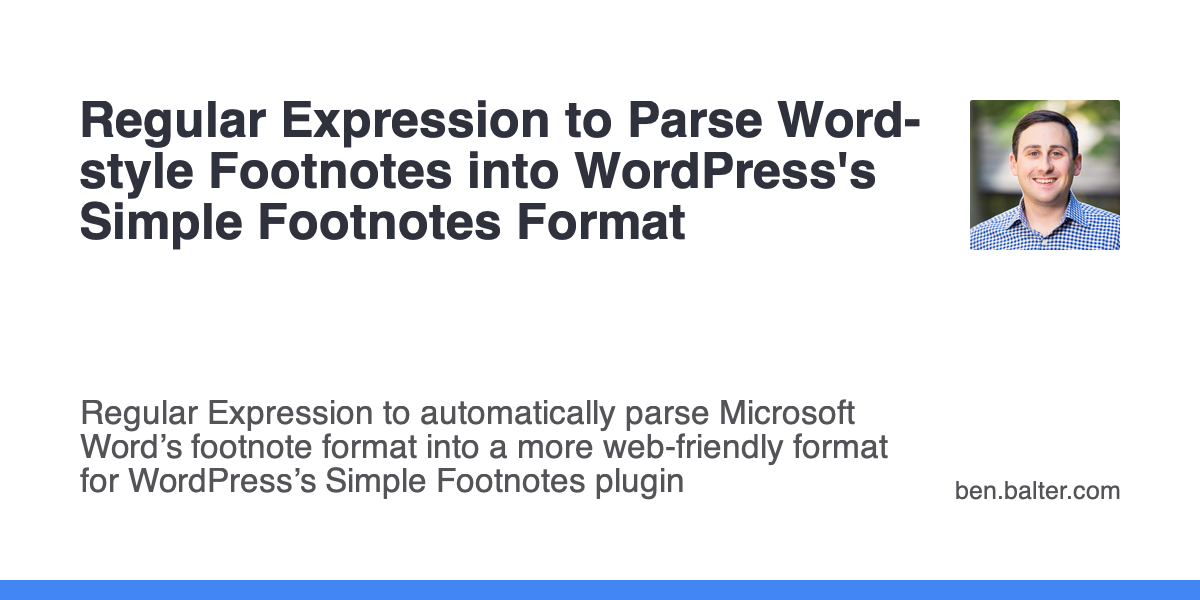 Regular Expression to Parse Word-
style Footnotes into WordPress's
Simple Footnotes Format
Regular Expression to automatically parse Microsoft
Word’s footnote format into a more web-friendly format
for WordPress’s Simple Footnotes plugin
ben.balter.com